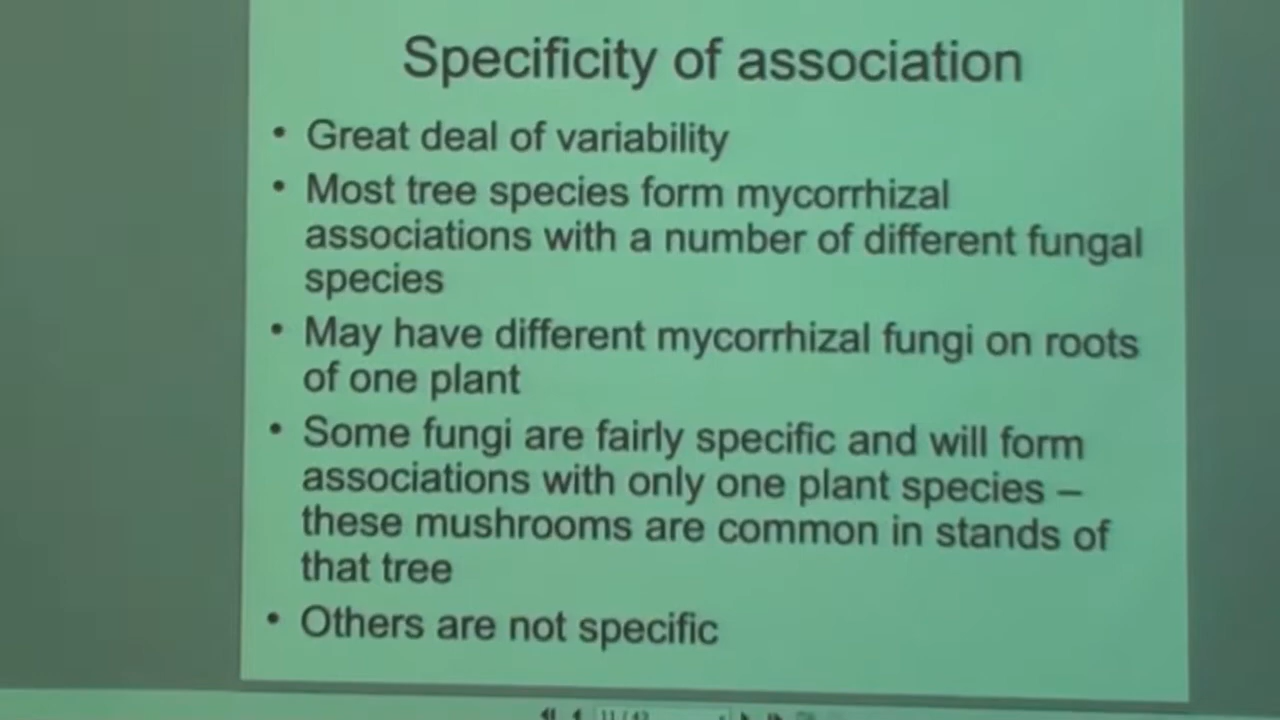 Specificity of association
• Great deal of variability
• Most tree species form mycorrhizal
associations with a number of different fungal
species
• May have different mycorrhizal fungi on roots
of one plant
• Some fungi are fairly specific and will form
associations with only one plant species –
these mushrooms are common in stands of
that tree
• Others are not specific